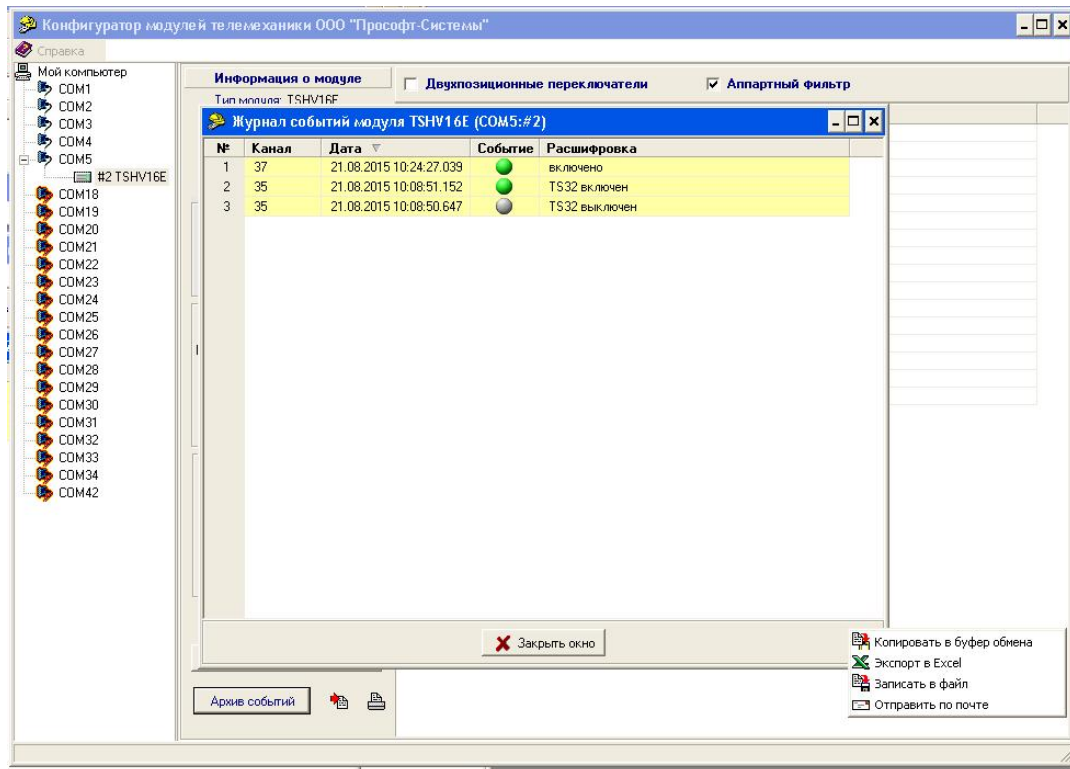 Конфигуратор модулей телемеханики ООО "Прософт-Системы"
Справка
Мой компьютер
COM1
COM2
COM3
COM4
COM5
#2 TSHV16E
COM18
COM19
COM20
COM21
COM22
COM23
COM24
COM25
COM26
COM27
COM28
COM29
COM30
COM31
COM32
COM33
COM34
COM42
Информация о модуле
Двухпозиционные переключатели
Аппартный фильтр
Тип модуля: TSHV16E
Журнал событий модуля TSHV16E (COM5:#2)
№ Канал Дата Событие Расшифровка
1 37 21.08.2015 10:24:27.039 включено
2 35 21.08.2015 10:08:51.152 TS32 включен
3 35 21.08.2015 10:08:50.647 TS32 выключен
Закрыть окно
Архив событий
Копировать в буфер обмена
Экспорт в Excel
Записать в файл
Отправить по почте